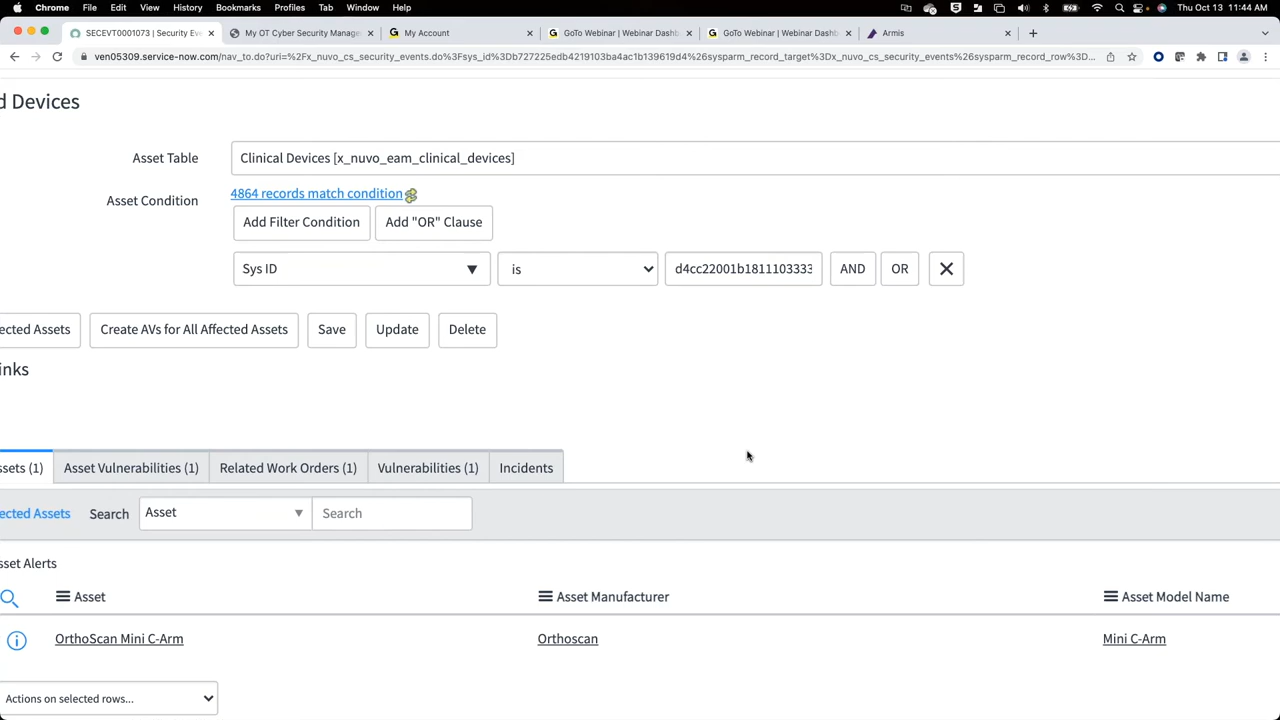 Chrome File Edit View History Bookmarks Profiles Tab Window Help Thu Oct 13 11:44 AM
SECEVT0001073 | Security Eve × My OT Cyber Security Manage × My Account × GoTo Webinar | Webinar Dashb × GoTo Webinar | Webinar Dashb × Armis × +
ven05309.service-now.com/nav_to.do?uri=%2Fx_nuvo_cs_security_events.do%3Fsys_id%3Db727225edb4219103ba4ac1b139619d4%26sysparm_record_target%3Dx_nuvo_cs_security_events%26sysparm_record_row%3D...
d Devices
Asset Table Clinical Devices [x_nuvo_eam_clinical_devices]
Asset Condition 4864 records match condition
Add Filter Condition Add "OR" Clause
Sys ID is d4cc22001b1811103333 AND OR
ected Assets Create AVs for All Affected Assets Save Update Delete
inks
ssets (1) Asset Vulnerabilities (1) Related Work Orders (1) Vulnerabilities (1) Incidents
ected Assets Search Asset Search
sset Alerts
Asset Asset Manufacturer Asset Model Name
OrthoScan Mini C-Arm Orthoscan Mini C-Arm
Actions on selected rows...